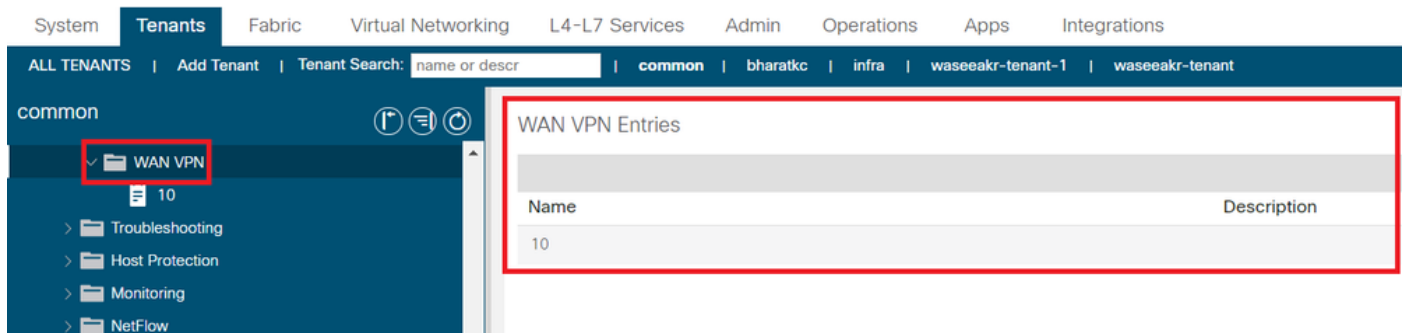 System Tenants Fabric Virtual Networking L4-L7 Services Admin Operations Apps Integrations
ALL TENANTS | Add Tenant | Tenant Search: name or descr | common | bharatkc | infra | waseeakr-tenant-1 | waseeakr-tenant
common
WAN VPN
10
Troubleshooting
Host Protection
Monitoring
NetFlow
WAN VPN Entries
Name Description
10